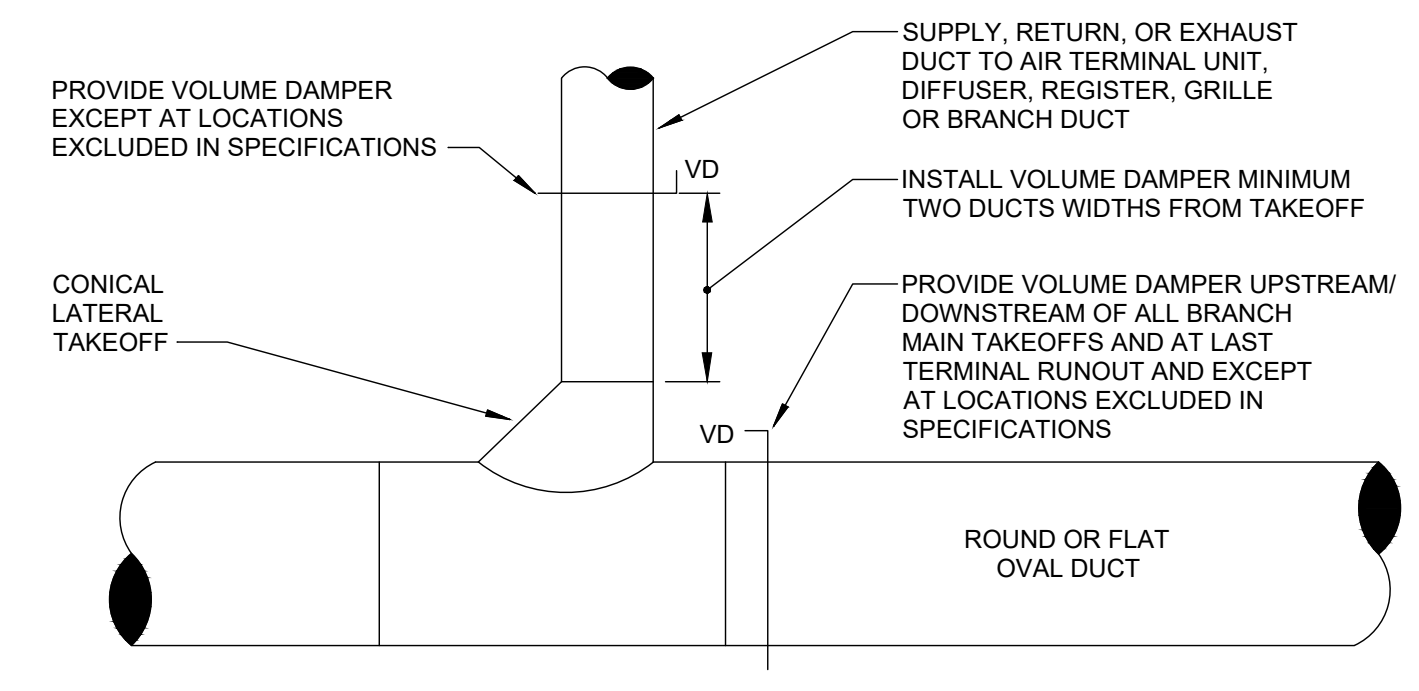 PROVIDE VOLUME DAMPER
EXCEPT AT LOCATIONS
EXCLUDED IN SPECIFICATIONS
SUPPLY, RETURN, OR EXHAUST
DUCT TO AIR TERMINAL UNIT,
DIFFUSER, REGISTER, GRILLE
OR BRANCH DUCT
VD
INSTALL VOLUME DAMPER MINIMUM
TWO DUCTS WIDTHS FROM TAKEOFF
CONICAL
LATERAL
TAKEOFF
PROVIDE VOLUME DAMPER UPSTREAM/
DOWNSTREAM OF ALL BRANCH
MAIN TAKEOFFS AND AT LAST
TERMINAL RUNOUT AND EXCEPT
AT LOCATIONS EXCLUDED IN
SPECIFICATIONS
VD
ROUND OR FLAT
OVAL DUCT